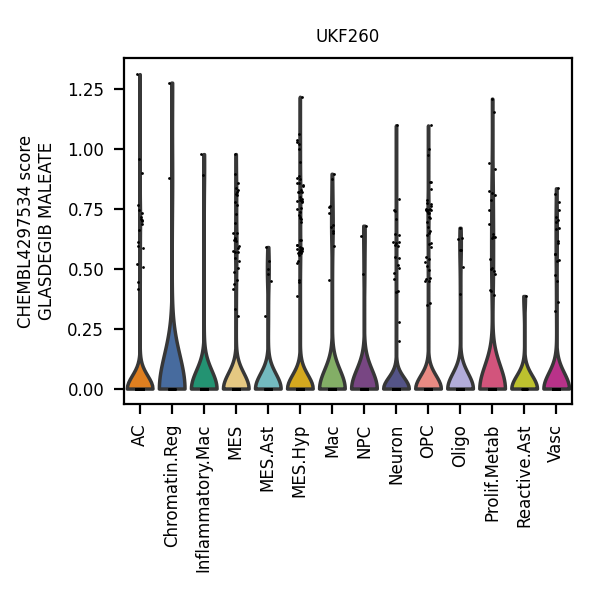 UKF260
CHEMBL4297534 score
GLASDEGIB MALEATE
1.25
1.00
0.75
0.50
0.25
0.00
AC
Chromatin.Reg
Inflammatory.Mac
MES
MES.Ast
MES.Hyp
Mac
NPC
Neuron
OPC
Oligo
Prolif.Metab
Reactive.Ast
Vasc